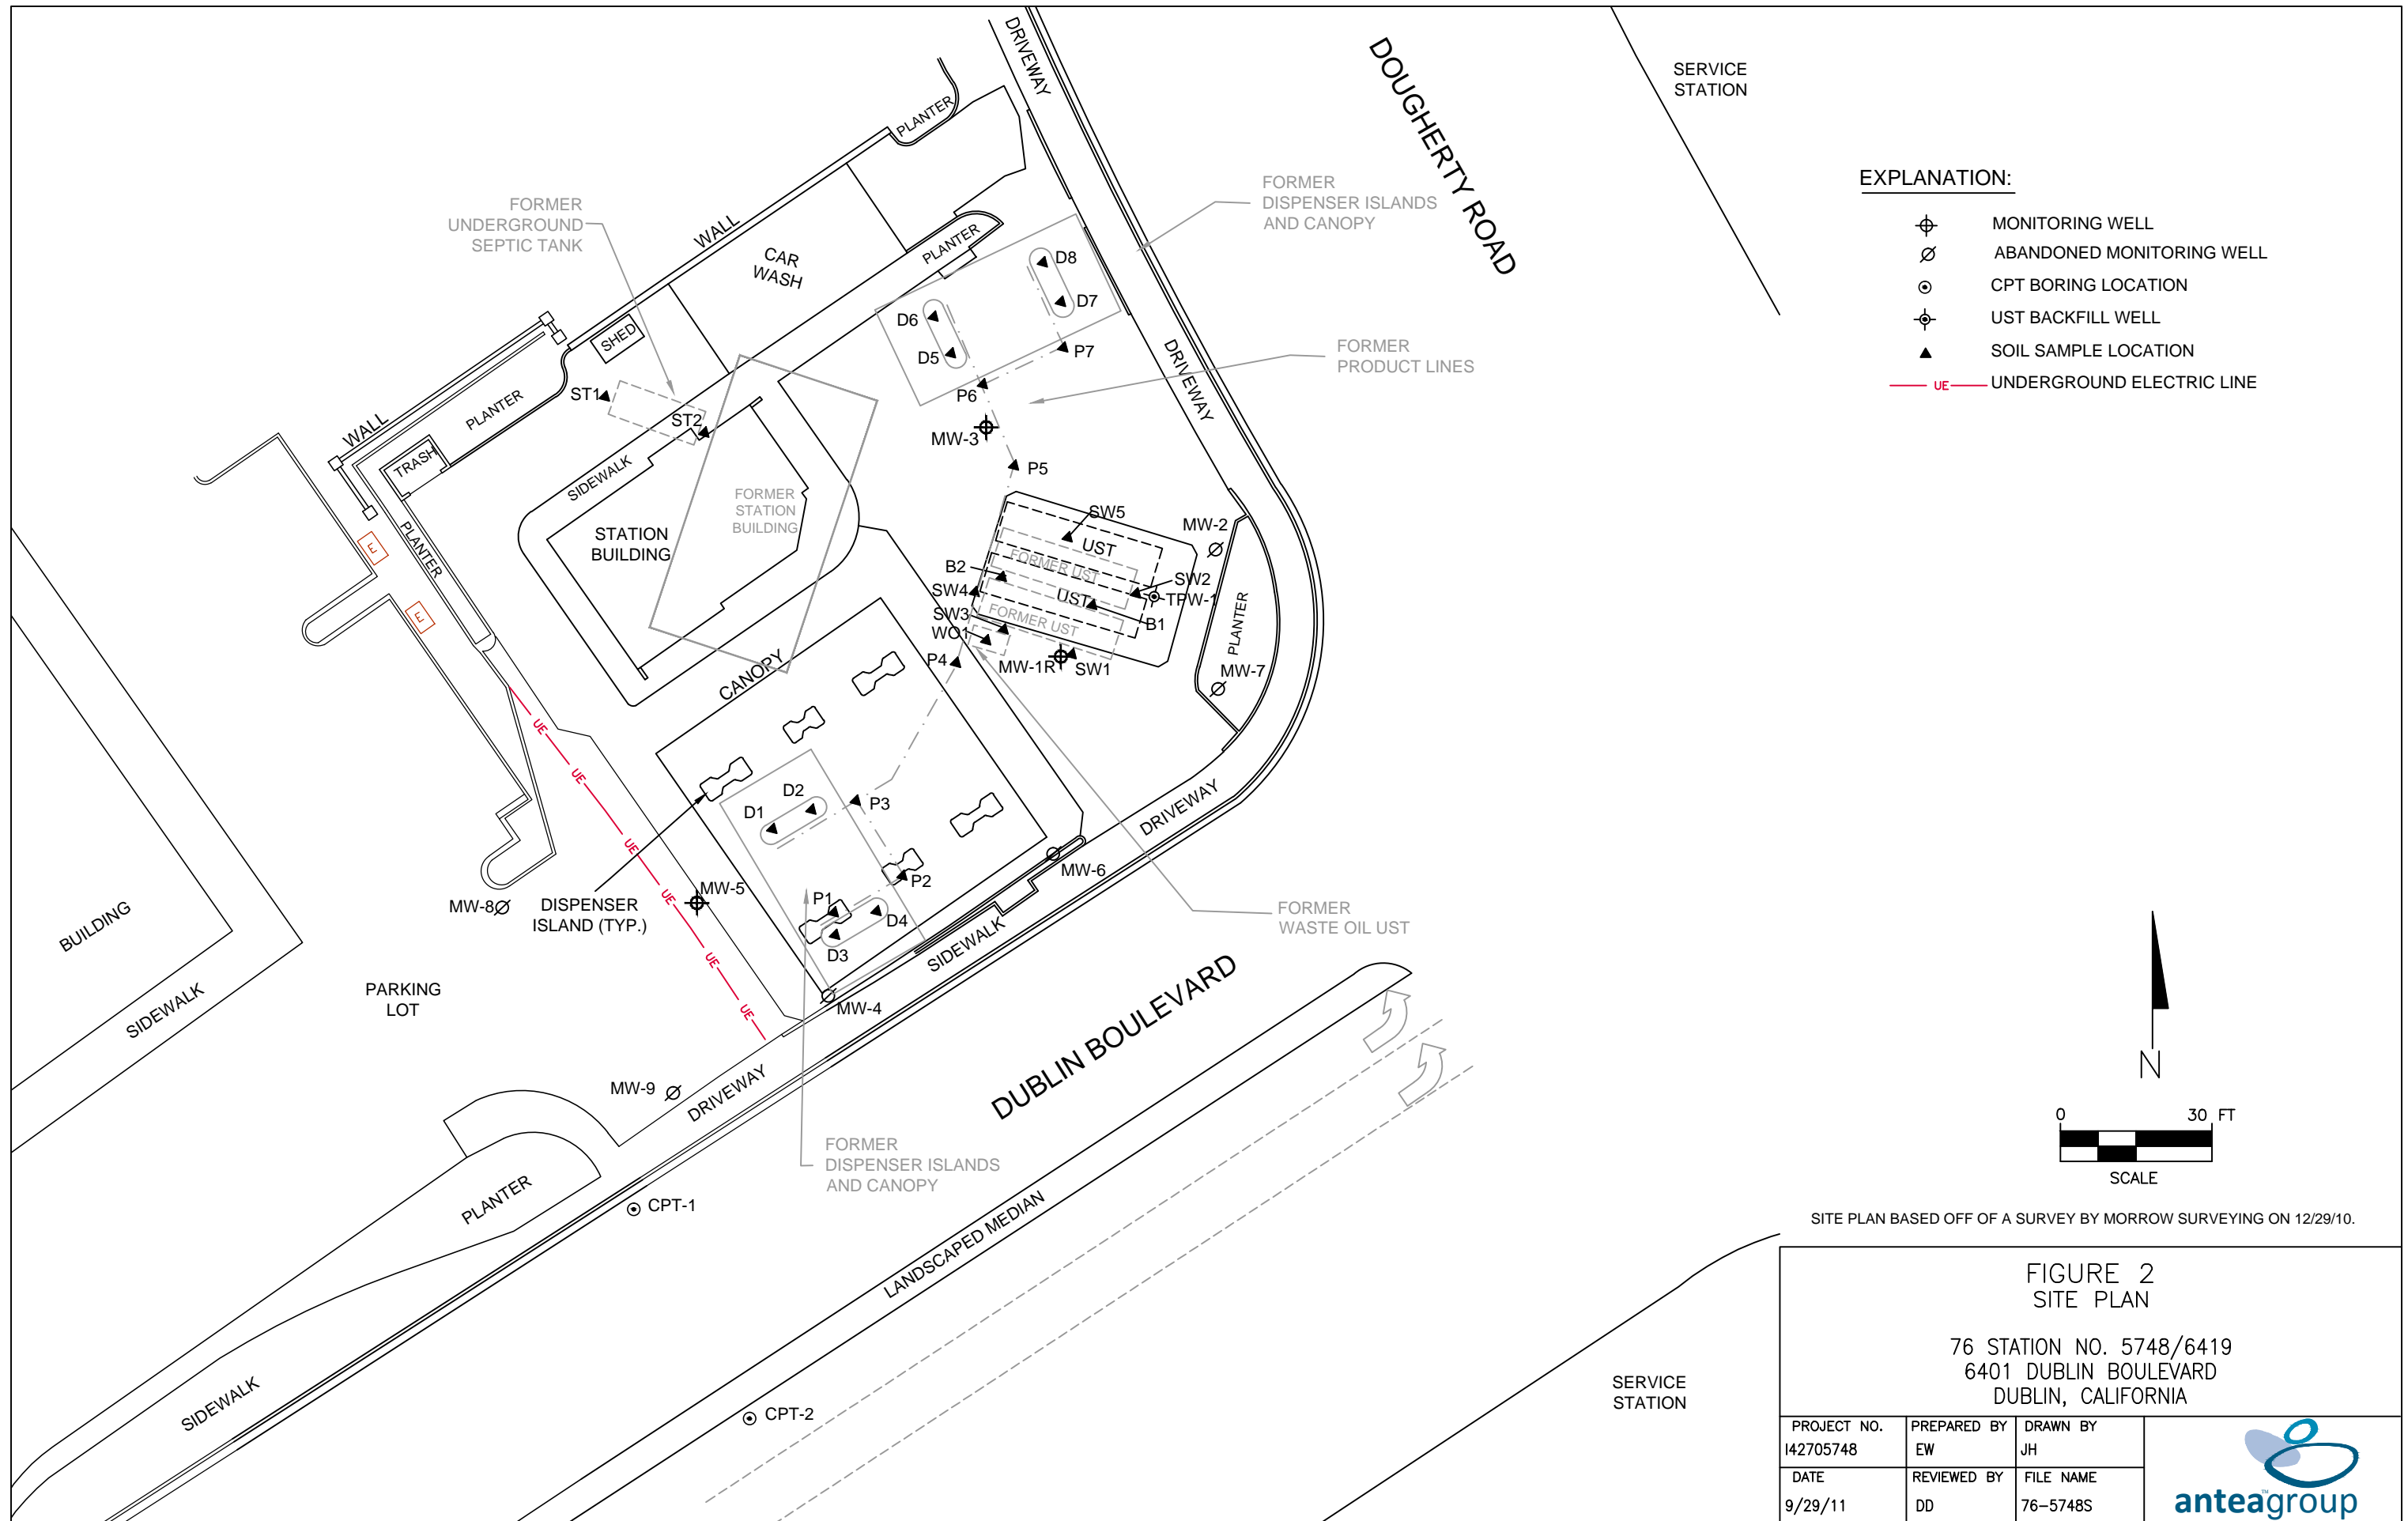 DRIVEWAY
DOUGHERTY ROAD
SERVICE
STATION
EXPLANATION:
MONITORING WELL
ABANDONED MONITORING WELL
CPT BORING LOCATION
UST BACKFILL WELL
SOIL SAMPLE LOCATION
UE
UNDERGROUND ELECTRIC LINE
PLANTER
FORMER
UNDERGROUND
SEPTIC TANK
WALL
CAR
WASH
PLANTER
FORMER
DISPENSER ISLANDS
AND CANOPY
D8
D7
D6
D5
P7
P6
FORMER
PRODUCT LINES
DRIVEWAY
SHED
ST1
ST2
PLANTER
WALL
TRASH
MW-3
P5
SIDEWALK
FORMER
STATION
BUILDING
STATION
BUILDING
PLANTER
E
E
SW5
UST
MW-2
FORMER UST
B2
SW2
SW4
UST
TPW-1
SW3
FORMER UST
B1
WO1
PLANTER
P4
MW-1R
SW1
MW-7
CANOPY
UE
UE
UE
UE
UE
UE
D1
D2
P3
DRIVEWAY
MW-6
P2
MW-5
P1
D4
D3
MW-8
DISPENSER
ISLAND (TYP.)
FORMER
WASTE OIL UST
BUILDING
SIDEWALK
SIDEWALK
PARKING
LOT
MW-4
DUBLIN BOULEVARD
MW-9
DRIVEWAY
FORMER
DISPENSER ISLANDS
AND CANOPY
PLANTER
CPT-1
LANDSCAPED MEDIAN
SIDEWALK
CPT-2
SERVICE
STATION
N
0 30 FT
SCALE
SITE PLAN BASED OFF OF A SURVEY BY MORROW SURVEYING ON 12/29/10.
FIGURE 2
SITE PLAN
76 STATION NO. 5748/6419
6401 DUBLIN BOULEVARD
DUBLIN, CALIFORNIA
PROJECT NO. PREPARED BY DRAWN BY
I42705748 EW JH
DATE REVIEWED BY FILE NAME
9/29/11 DD 76-5748S
anteagroup™